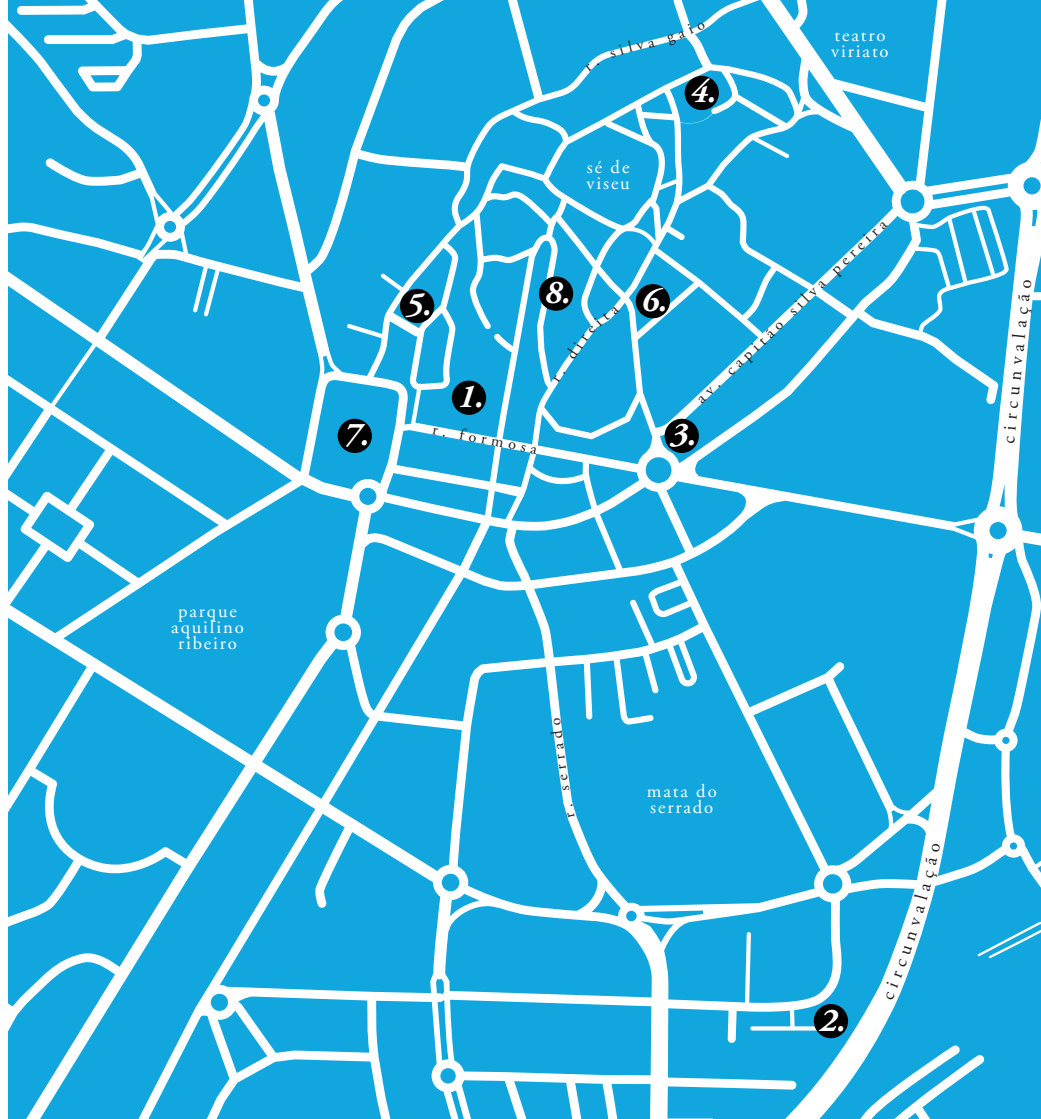 r. silva gaio
teatro
viriato
4.
sé de
viseu
av. capitão silva pereira
circunvalação
5.
8.
6.
r. direita
1.
7.
r. formosa
3.
parque
aquilino
ribeiro
r. serrado
mata do
serrado
circunvalação
2.